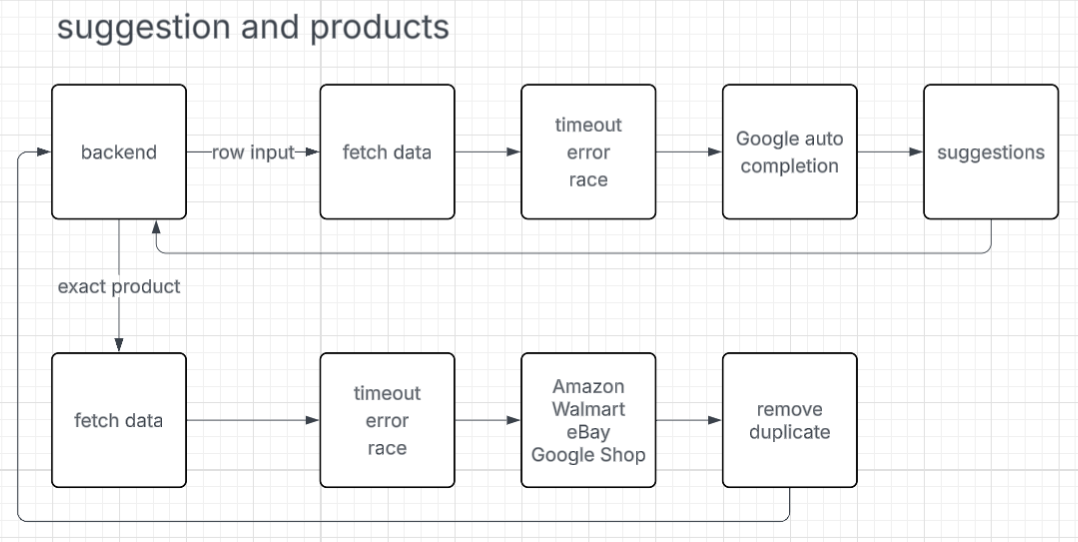 suggestion and products
backend
row input
fetch data
timeout
error
race
Google auto
completion
suggestions
exact product
fetch data
timeout
error
race
Amazon
Walmart
eBay
Google Shop
remove
duplicate